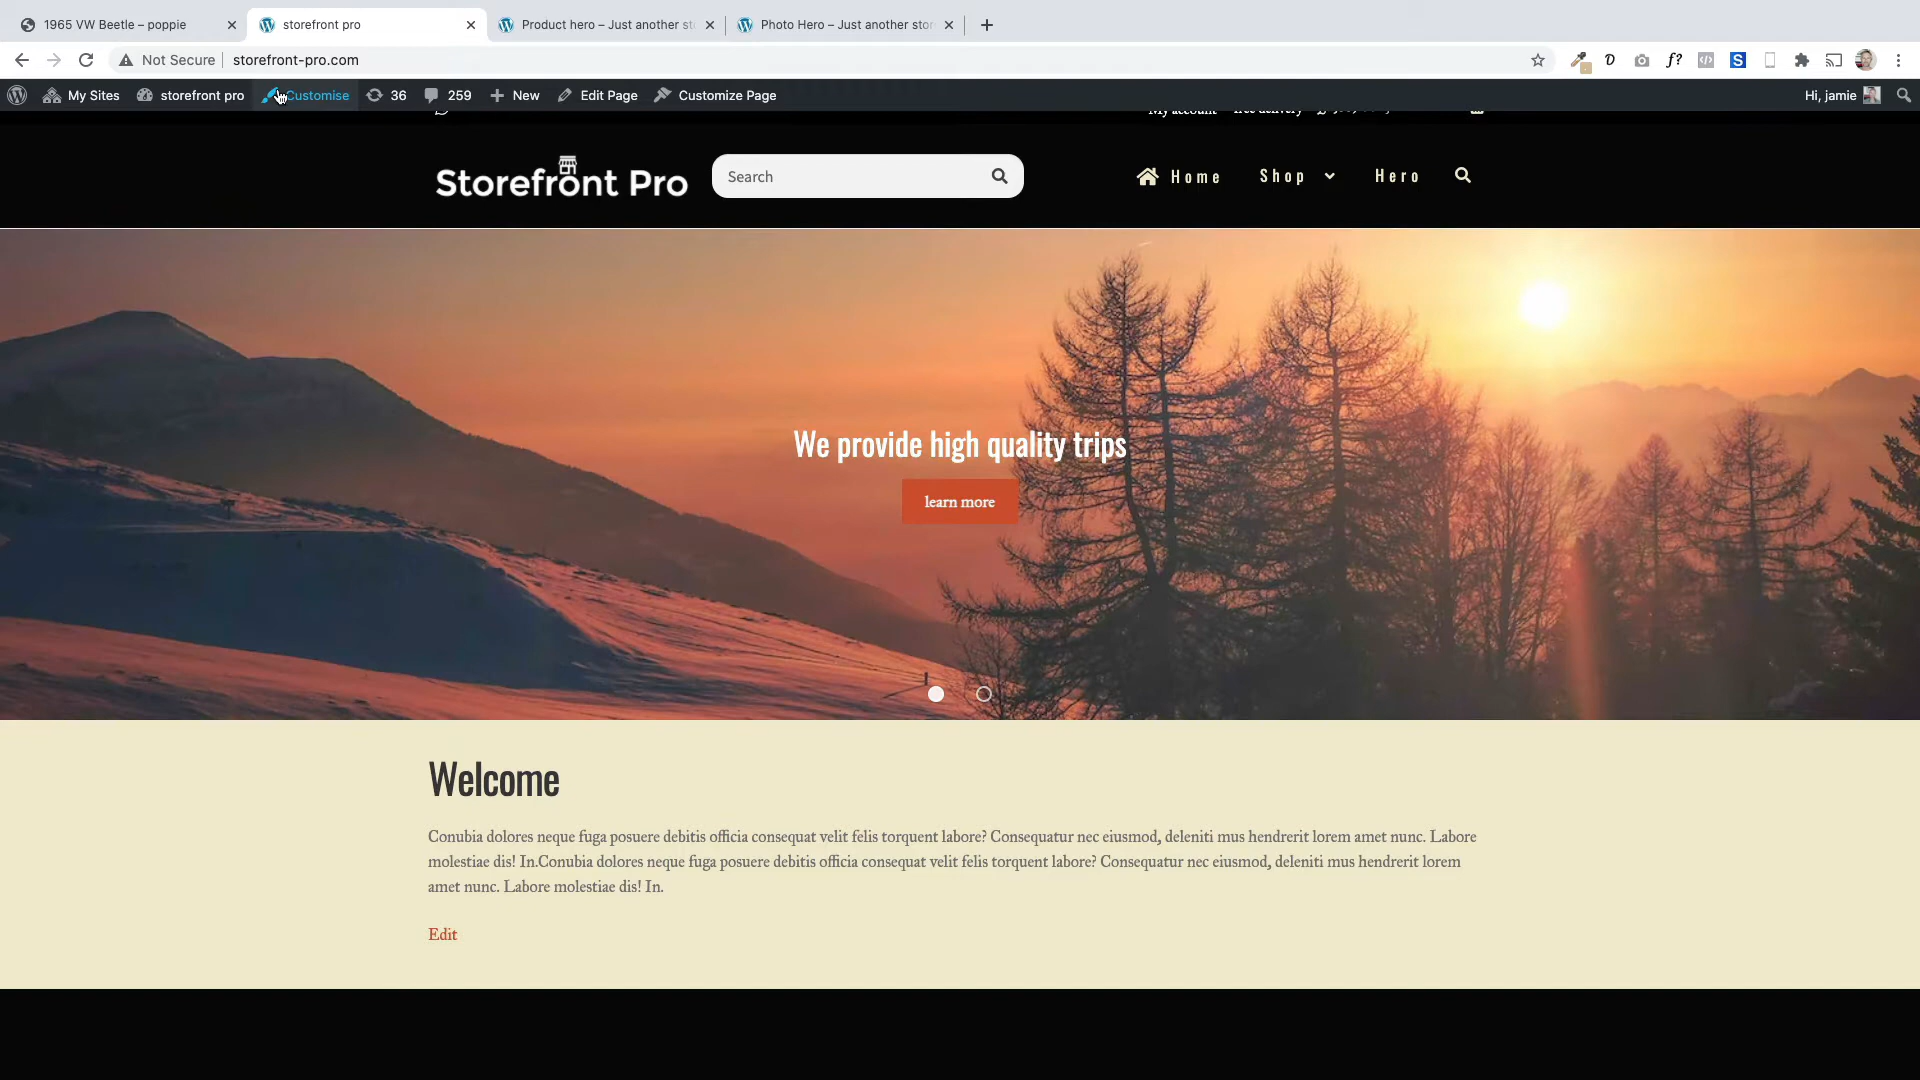 1965 VW Beetle – poppie
storefront pro
Product hero – Just another st
Photo Hero – Just another stor
Not Secure
storefront-pro.com
My Sites
storefront pro
Customise
36
259
New
Edit Page
Customize Page
Hi, jamie
My account
free delivery
Storefront Pro
Search
Home
Shop
Hero
We provide high quality trips
learn more
Welcome
Conubia dolores neque fuga posuere debitis officia consequat velit felis torquent labore? Consequatur nec eiusmod, deleniti mus hendrerit lorem amet nunc. Labore
molestiae dis! In.Conubia dolores neque fuga posuere debitis officia consequat velit felis torquent labore? Consequatur nec eiusmod, deleniti mus hendrerit lorem
amet nunc. Labore molestiae dis! In.
Edit